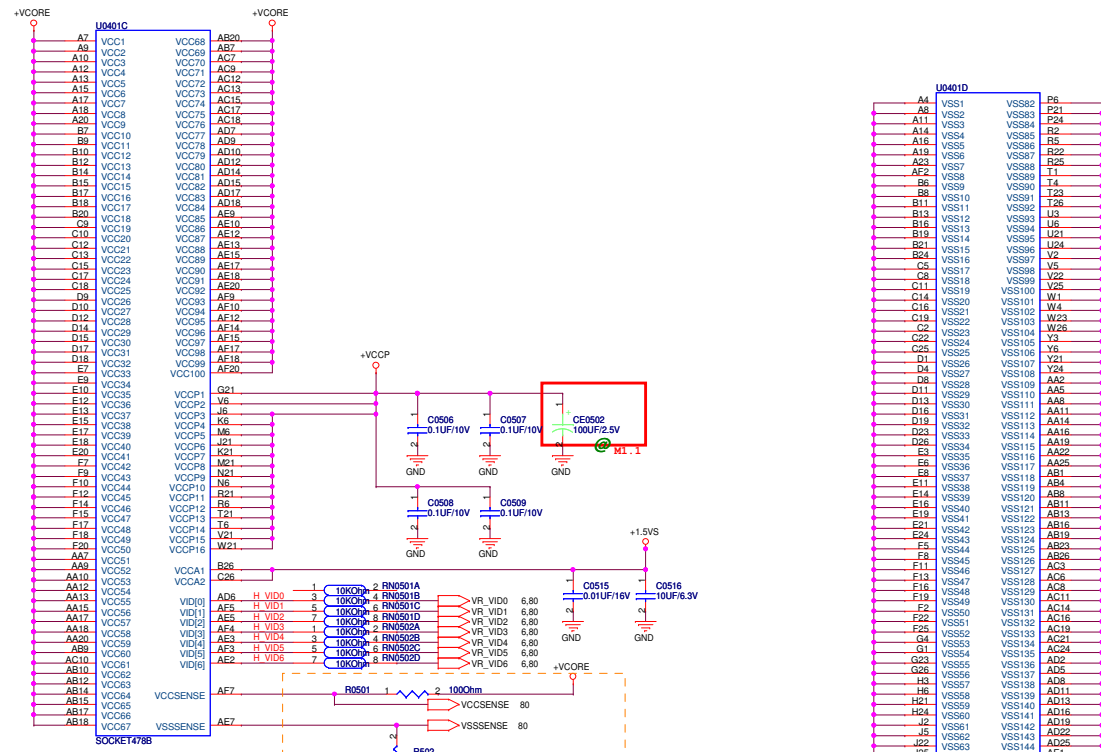 +VCORE
+VCORE
U0401C
A7 VCC1 VCC68 AB20
A9 VCC2 VCC69 AB7
A10 VCC3 VCC70 AC7
A12 VCC4 VCC71 AC9
A13 VCC5 VCC72 AC12
A15 VCC6 VCC73 AC13
A17 VCC7 VCC74 AC15
A18 VCC8 VCC75 AC17
A20 VCC9 VCC76 AC18
B7 VCC10 VCC77 AD7
B9 VCC11 VCC78 AD9
B10 VCC12 VCC79 AD10
B12 VCC13 VCC80 AD12
B14 VCC14 VCC81 AD14
B15 VCC15 VCC82 AD15
B17 VCC16 VCC83 AD17
B18 VCC17 VCC84 AD18
B20 VCC18 VCC85 AE9
C9 VCC19 VCC86 AE10
C10 VCC20 VCC87 AE12
C12 VCC21 VCC88 AE13
C13 VCC22 VCC89 AE15
C15 VCC23 VCC90 AE17
C17 VCC24 VCC91 AE18
C18 VCC25 VCC92 AE20
D9 VCC26 VCC93 AF9
D10 VCC27 VCC94 AF10
D12 VCC28 VCC95 AF12
D14 VCC29 VCC96 AF14
D15 VCC30 VCC97 AF15
D17 VCC31 VCC98 AF17
D18 VCC32 VCC99 AF18
E7 VCC33 VCC100 AF20
E9 VCC34
E10 VCC35 VCCP1 G21
E12 VCC36 VCCP2 V6
E13 VCC37 VCCP3 J6
E15 VCC38 VCCP4 K6
E17 VCC39 VCCP5 M6
E18 VCC40 VCCP6 J21
E20 VCC41 VCCP7 K21
F7 VCC42 VCCP8 M21
F9 VCC43 VCCP9 N21
F10 VCC44 VCCP10 N6
F12 VCC45 VCCP11 R21
F14 VCC46 VCCP12 R6
F15 VCC47 VCCP13 T21
F17 VCC48 VCCP14 T6
F18 VCC49 VCCP15 V21
F20 VCC50 VCCP16 W21
AA7 VCC51
AA9 VCC52 VCCA1 B26
AA10 VCC53 VCCA2 C26
AA12 VCC54
AA13 VCC55 VID[0] AD6
AA15 VCC56 VID[1] AF5
AA17 VCC57 VID[2] AE5
AA18 VCC58 VID[3] AF4
AA20 VCC59 VID[4] AE3
AB9 VCC60 VID[5] AF3
AC10 VCC61 VID[6] AE2
AB10 VCC62
AB12 VCC63
AB14 VCC64 VCCSENSE AF7
AB15 VCC65
AB17 VCC66
AB18 VCC67 VSSSENSE AE7
SOCKET478B
+VCCP
1 C0506 0.1UF/10V 2 GND
1 C0507 0.1UF/10V 2 GND
1 + CE0502 100UF/2.5V 2 GND
@ M1.1
1 C0508 0.1UF/10V 2 GND
1 C0509 0.1UF/10V 2 GND
+1.5VS
1 C0515 0.01UF/16V 2 GND
1 C0516 10UF/6.3V 2 GND
1 10KOhm 2 RN0501A
H_VID0 3 10KOhm 4 RN0501B VR_VID0 6,80
H_VID1 5 10KOhm 6 RN0501C VR_VID1 6,80
H_VID2 7 10KOhm 8 RN0501D VR_VID2 6,80
H_VID3 1 10KOhm 2 RN0502A VR_VID3 6,80
H_VID4 3 10KOhm 4 RN0502B VR_VID4 6,80
H_VID5 5 10KOhm 6 RN0502C VR_VID5 6,80
H_VID6 7 10KOhm 8 RN0502D VR_VID6 6,80
+VCORE
R0501 1 2 100Ohm
VCCSENSE 80
VSSSENSE 80
2
U0401D
A4 VSS1 VSS82 P6
A8 VSS2 VSS83 P21
A11 VSS3 VSS84 P24
A14 VSS4 VSS85 R2
A16 VSS5 VSS86 R5
A19 VSS6 VSS87 R22
A23 VSS7 VSS88 R25
AF2 VSS8 VSS89 T1
B6 VSS9 VSS90 T4
B8 VSS10 VSS91 T23
B11 VSS11 VSS92 T26
B13 VSS12 VSS93 U3
B16 VSS13 VSS94 U6
B19 VSS14 VSS95 U21
B21 VSS15 VSS96 U24
B24 VSS16 VSS97 V2
C5 VSS17 VSS98 V5
C8 VSS18 VSS99 V22
C11 VSS19 VSS100 V25
C14 VSS20 VSS101 W1
C16 VSS21 VSS102 W4
C19 VSS22 VSS103 W23
C2 VSS23 VSS104 W26
C22 VSS24 VSS105 Y3
C25 VSS25 VSS106 Y6
D1 VSS26 VSS107 Y21
D4 VSS27 VSS108 Y24
D8 VSS28 VSS109 AA2
D11 VSS29 VSS110 AA5
D13 VSS30 VSS111 AA8
D16 VSS31 VSS112 AA11
D19 VSS32 VSS113 AA14
D23 VSS33 VSS114 AA16
D26 VSS34 VSS115 AA19
E3 VSS35 VSS116 AA22
E6 VSS36 VSS117 AA25
E8 VSS37 VSS118 AB1
E11 VSS38 VSS119 AB4
E14 VSS39 VSS120 AB8
E16 VSS40 VSS121 AB11
E19 VSS41 VSS122 AB13
E21 VSS42 VSS123 AB16
E24 VSS43 VSS124 AB19
F5 VSS44 VSS125 AB23
F8 VSS45 VSS126 AB26
F11 VSS46 VSS127 AC3
F13 VSS47 VSS128 AC6
F16 VSS48 VSS129 AC8
F19 VSS49 VSS130 AC11
F2 VSS50 VSS131 AC14
F22 VSS51 VSS132 AC16
F25 VSS52 VSS133 AC19
G4 VSS53 VSS134 AC21
G1 VSS54 VSS135 AC24
G23 VSS55 VSS136 AD2
G26 VSS56 VSS137 AD5
H3 VSS57 VSS138 AD8
H6 VSS58 VSS139 AD11
H21 VSS59 VSS140 AD13
H24 VSS60 VSS141 AD16
J2 VSS61 VSS142 AD19
J5 VSS62 VSS143 AD22
J22 VSS63 VSS144 AD25